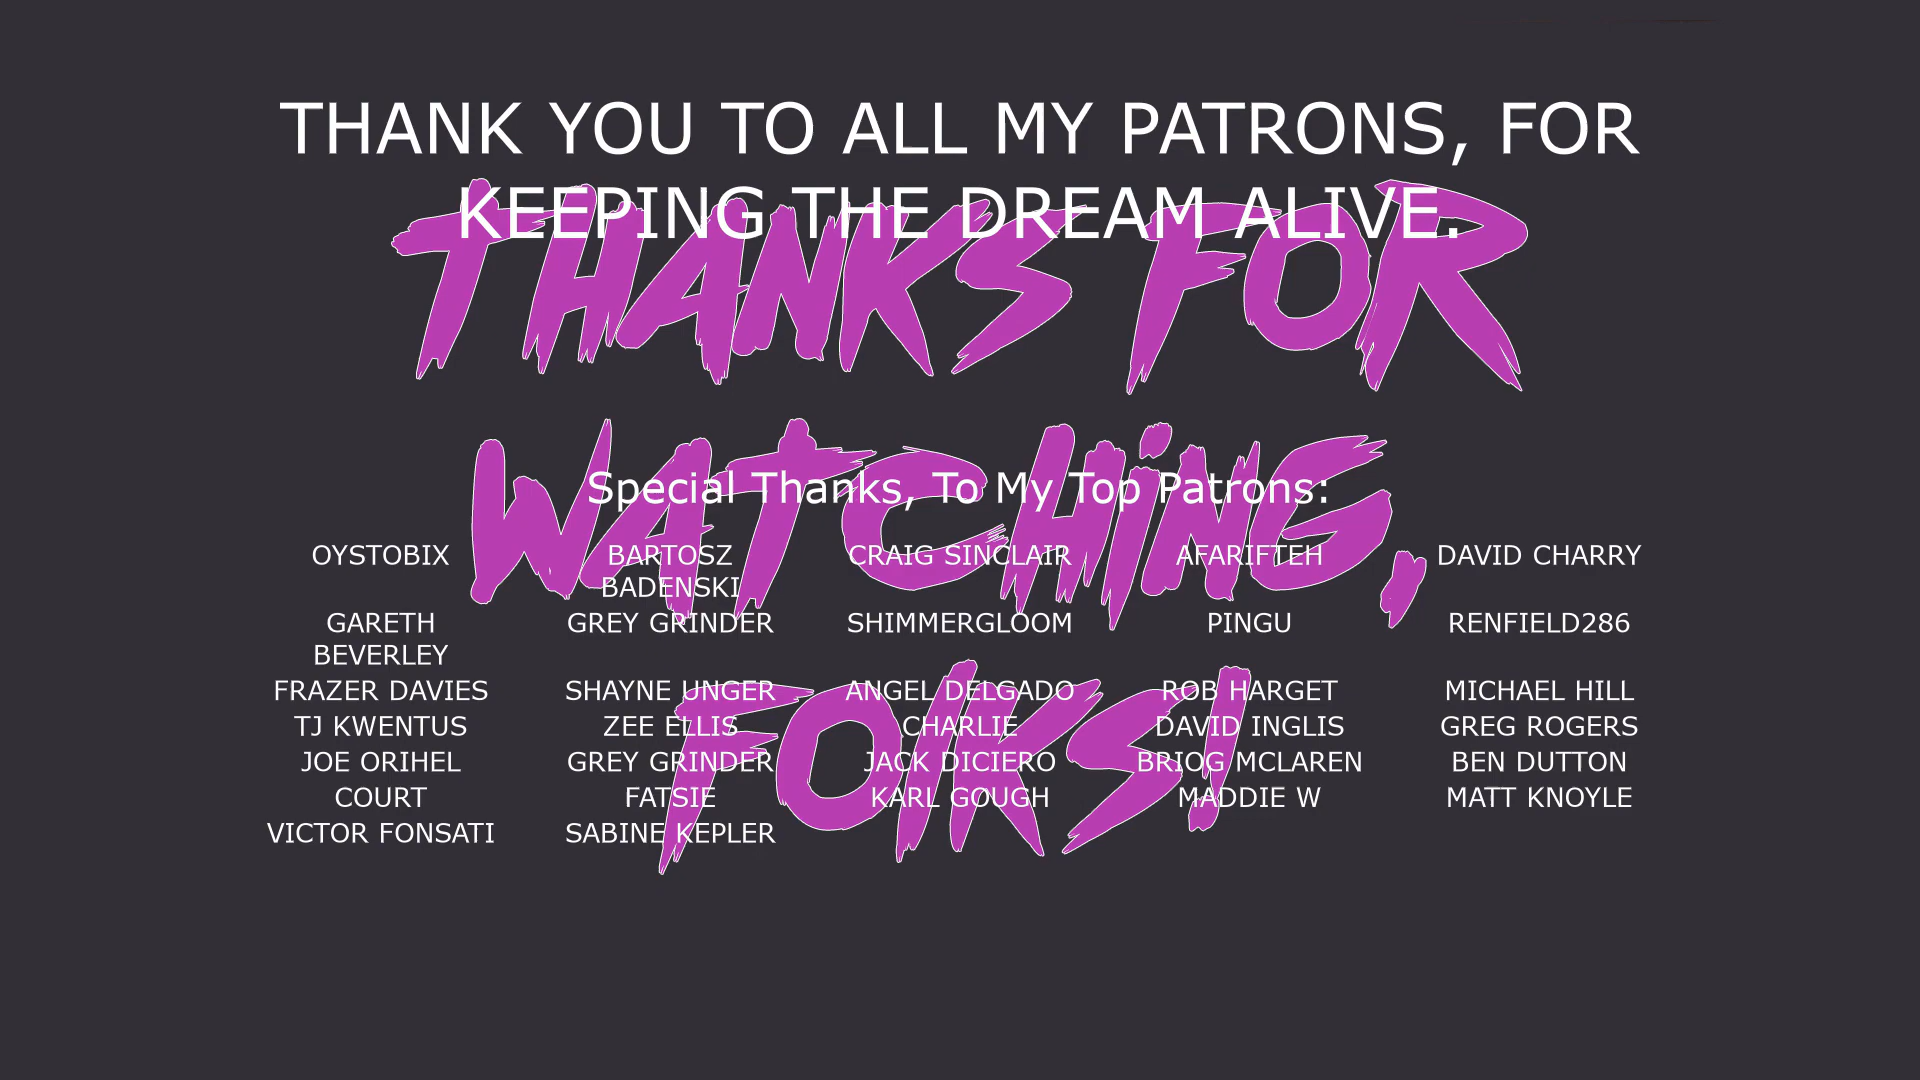 THANK YOU TO ALL MY PATRONS, FOR
KEEPING THE DREAM ALIVE.
THANKS FOR
WATCHiNG,
FOlKS!
Special Thanks, To My Top Patrons:
OYSTOBIX BARTOSZ BADENSKI CRAIG SINCLAIR AFARIFTEH DAVID CHARRY
GARETH BEVERLEY GREY GRINDER SHIMMERGLOOM PINGU RENFIELD286
FRAZER DAVIES SHAYNE UNGER ANGEL DELGADO ROB HARGET MICHAEL HILL
TJ KWENTUS ZEE ELLIS CHARLIE DAVID INGLIS GREG ROGERS
JOE ORIHEL GREY GRINDER JACK DICIERO BRIOG MCLAREN BEN DUTTON
COURT FATSIE KARL GOUGH MADDIE W MATT KNOYLE
VICTOR FONSATI SABINE KEPLER